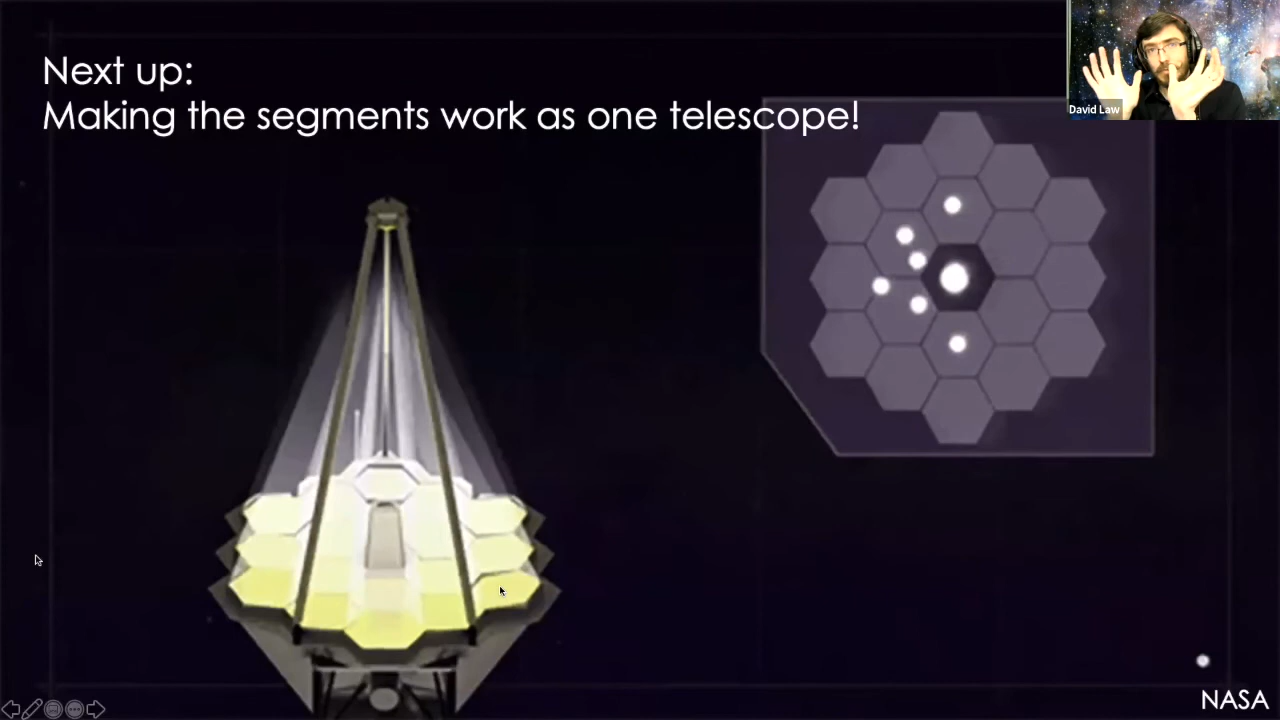 Next up:
Making the segments work as one telescope!
David Law
NASA